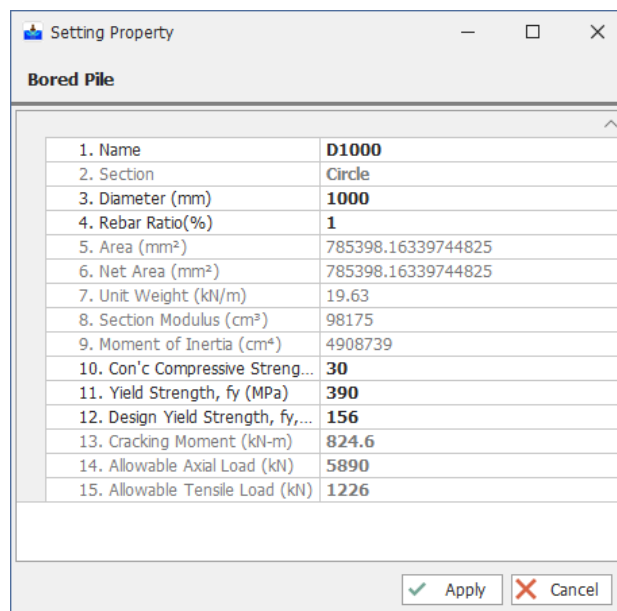 Setting Property
Bored Pile
1. Name D1000
2. Section Circle
3. Diameter (mm) 1000
4. Rebar Ratio(%) 1
5. Area (mm²) 785398.16339744825
6. Net Area (mm²) 785398.16339744825
7. Unit Weight (kN/m) 19.63
8. Section Modulus (cm³) 98175
9. Moment of Inertia (cm⁴) 4908739
10. Con'c Compressive Streng... 30
11. Yield Strength, fy (MPa) 390
12. Design Yield Strength, fy,... 156
13. Cracking Moment (kN-m) 824.6
14. Allowable Axial Load (kN) 5890
15. Allowable Tensile Load (kN) 1226
Apply Cancel